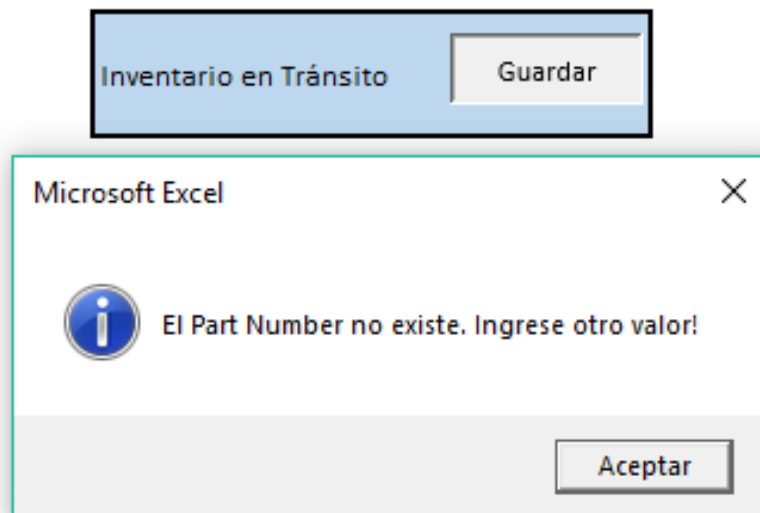 Inventario en Tránsito
Guardar
Microsoft Excel
El Part Number no existe. Ingrese otro valor!
Aceptar